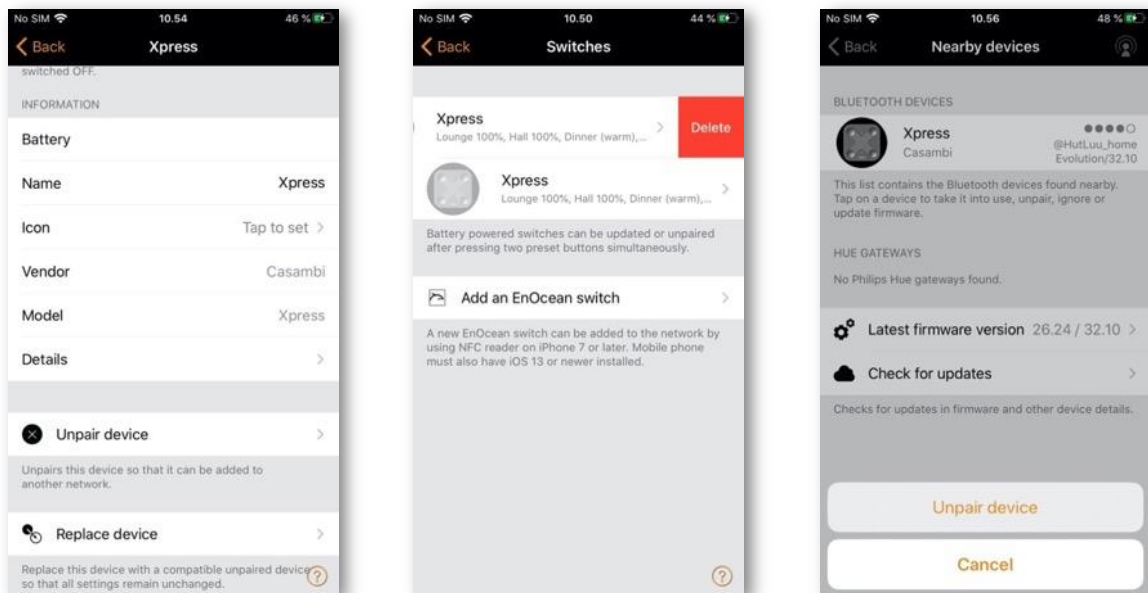 No SIM 10.54 46 %
Back Xpress
switched OFF.
INFORMATION
Battery
Name Xpress
Icon Tap to set
Vendor Casambi
Model Xpress
Details
Unpair device
Unpairs this device so that it can be added to
another network.
Replace device
Replace this device with a compatible unpaired device
so that all settings remain unchanged.
?
No SIM 10.50 44 %
Back Switches
Xpress
Lounge 100%, Hall 100%, Dinner (warm),...
Delete
Xpress
Lounge 100%, Hall 100%, Dinner (warm),...
Battery powered switches can be updated or unpaired
after pressing two preset buttons simultaneously.
Add an EnOcean switch
A new EnOcean switch can be added to the network by
using NFC reader on iPhone 7 or later. Mobile phone
must also have iOS 13 or newer installed.
?
No SIM 10.56 48 %
Back Nearby devices
BLUETOOTH DEVICES
Xpress
Casambi
@HutLuu_home
Evolution/32.10
This list contains the Bluetooth devices found nearby.
Tap on a device to take it into use, unpair, ignore or
update firmware.
HUE GATEWAYS
No Philips Hue gateways found.
Latest firmware version 26.24 / 32.10
Check for updates
Checks for updates in firmware and other device details.
Unpair device
Cancel